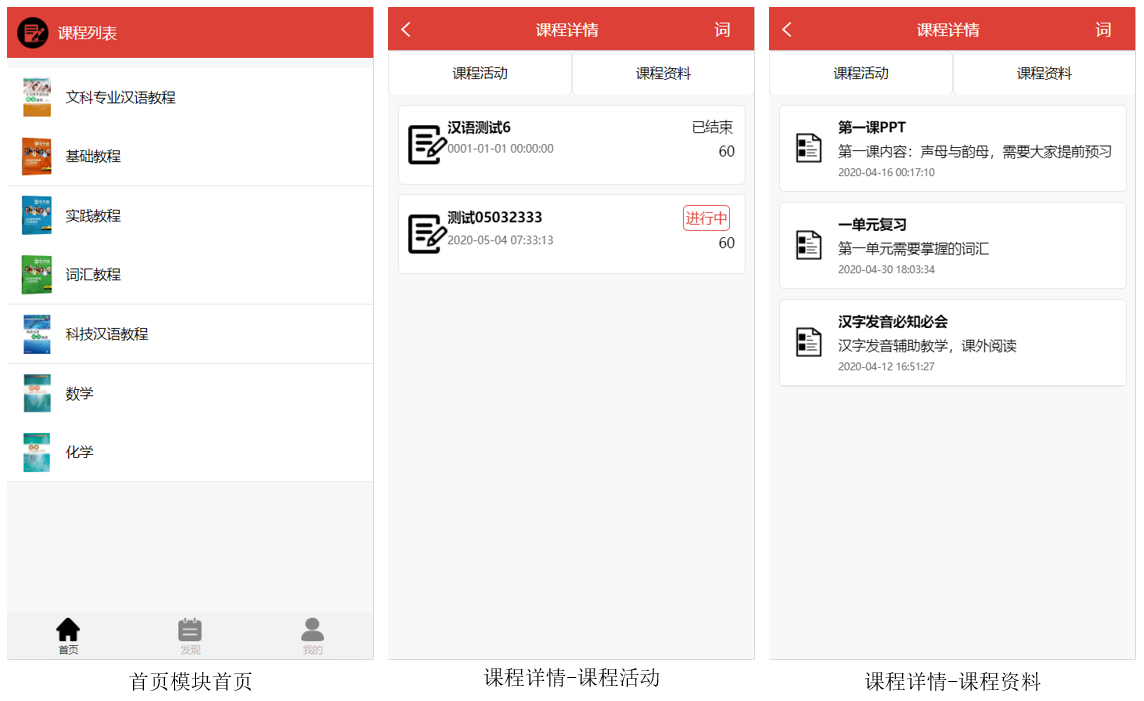 课程列表
文科专业汉语教程
基础教程
实践教程
词汇教程
科技汉语教程
数学
化学
首页
发现
我的
首页模块首页
课程详情
词
课程活动
课程资料
汉语测试6
已结束
0001-01-01 00:00:00
60
测试05032333
进行中
2020-05-04 07:33:13
60
课程详情-课程活动
课程详情
词
课程活动
课程资料
第一课PPT
第一课内容：声母与韵母，需要大家提前预习
2020-04-16 00:17:10
一单元复习
第一单元需要掌握的词汇
2020-04-30 18:03:34
汉字发音必知必会
汉字发音辅助教学，课外阅读
2020-04-12 16:51:27
课程详情-课程资料